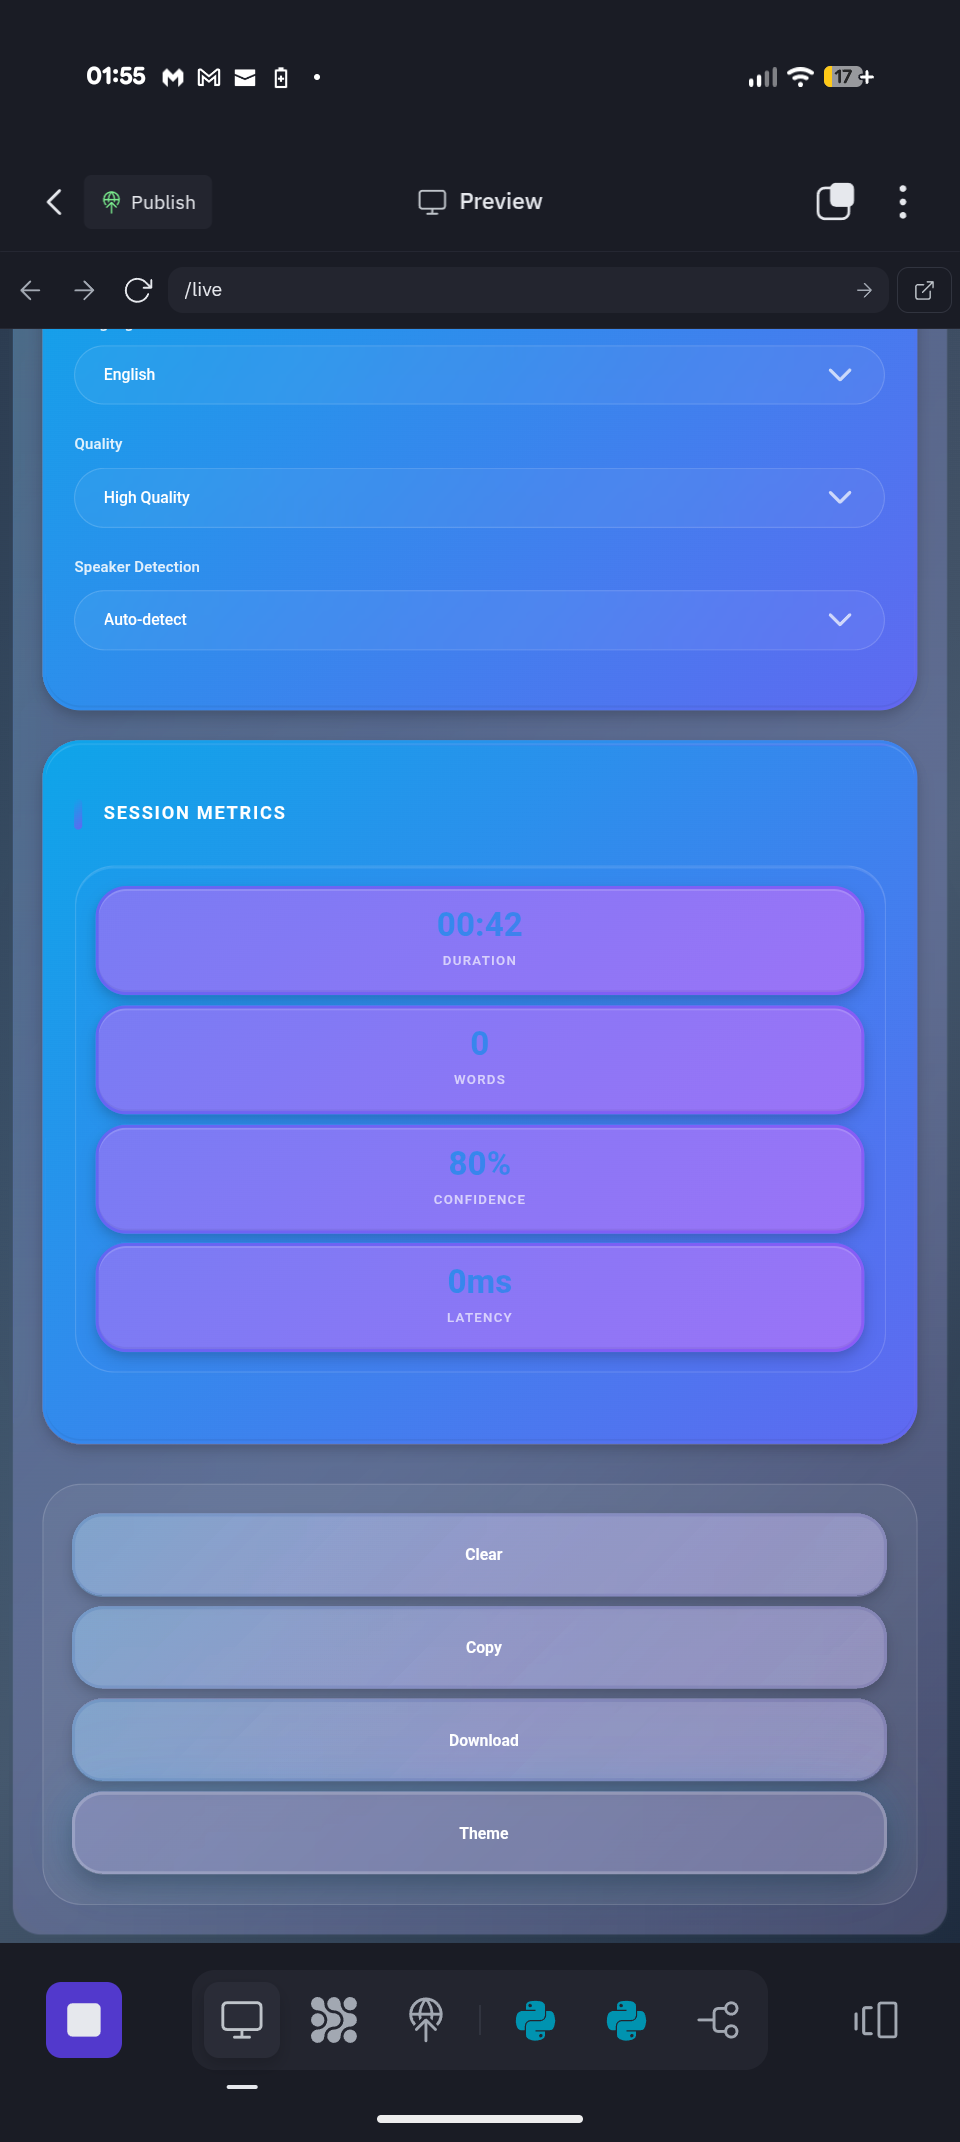 01:55
17
Publish
Preview
/live
English
Quality
High Quality
Speaker Detection
Auto-detect
SESSION METRICS
00:42
DURATION
0
WORDS
80%
CONFIDENCE
0ms
LATENCY
Clear
Copy
Download
Theme